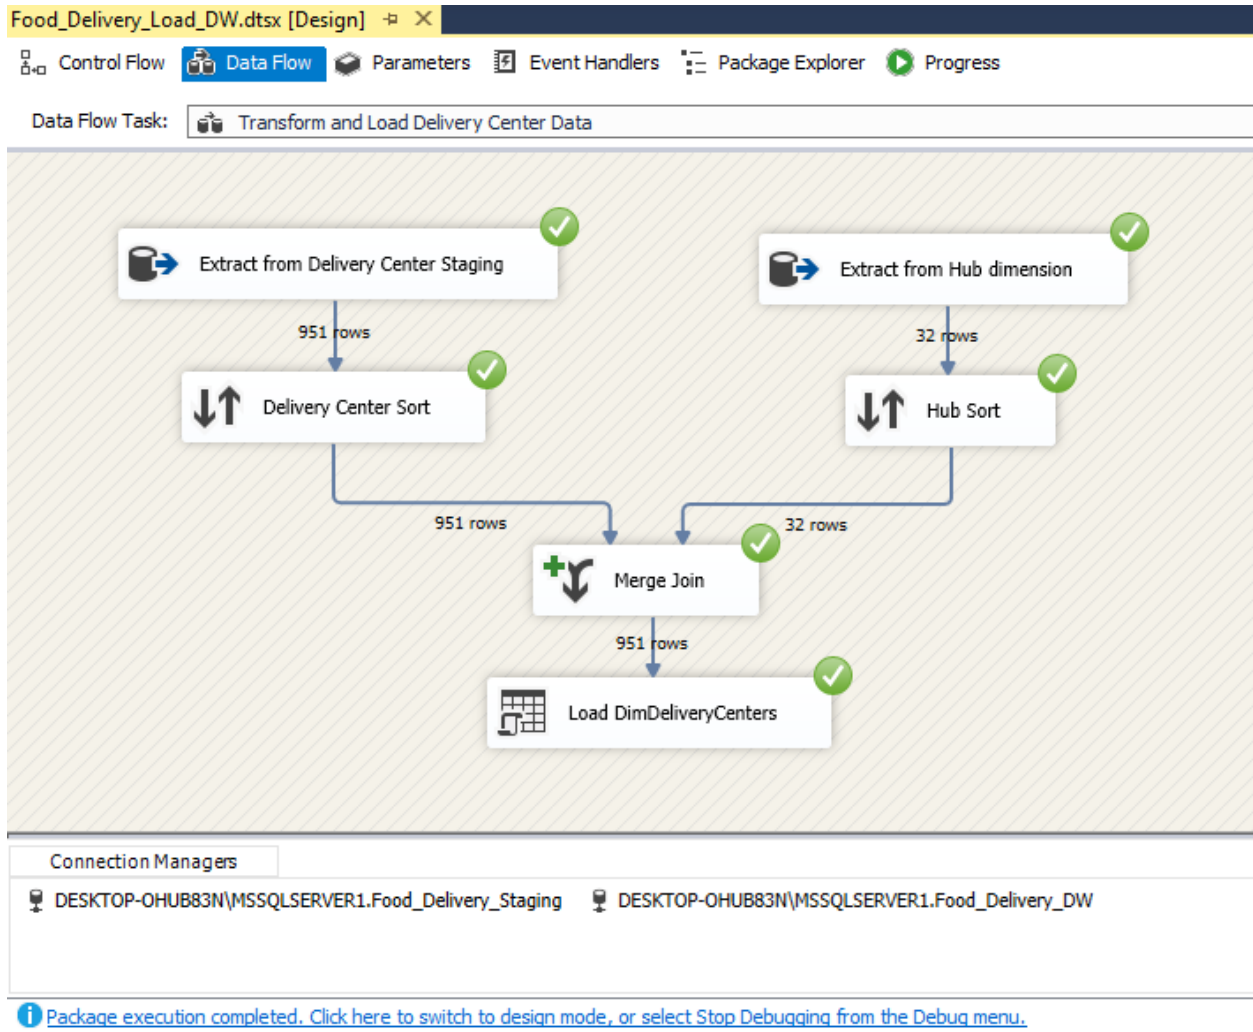 Food_Delivery_Load_DW.dtsx [Design]
Control Flow Data Flow Parameters Event Handlers Package Explorer Progress
Data Flow Task: Transform and Load Delivery Center Data
Extract from Delivery Center Staging
Extract from Hub dimension
951 rows
32 rows
Delivery Center Sort
Hub Sort
951 rows
32 rows
Merge Join
951 rows
Load DimDeliveryCenters
Connection Managers
DESKTOP-OHUB83N\MSSQLSERVER1.Food_Delivery_Staging DESKTOP-OHUB83N\MSSQLSERVER1.Food_Delivery_DW
Package execution completed. Click here to switch to design mode, or select Stop Debugging from the Debug menu.